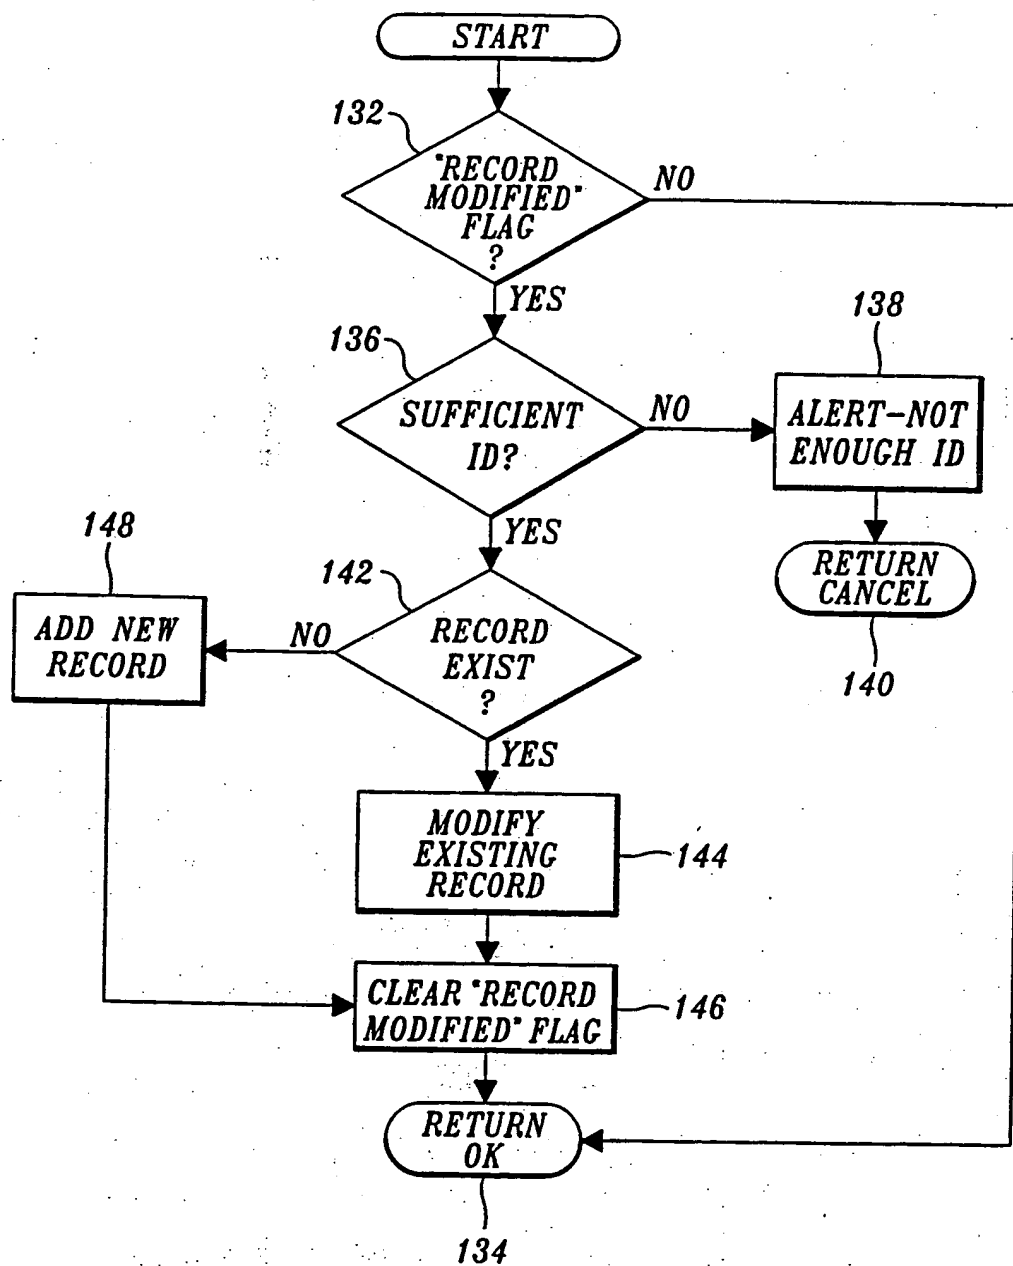 START
132
"RECORD
MODIFIED"
FLAG
?
NO
YES
136
SUFFICIENT
ID?
NO
138
ALERT-NOT
ENOUGH ID
YES
RETURN
CANCEL
140
148
ADD NEW
RECORD
NO
142
RECORD
EXIST
?
YES
MODIFY
EXISTING
RECORD
144
CLEAR "RECORD
MODIFIED" FLAG
146
RETURN
OK
134